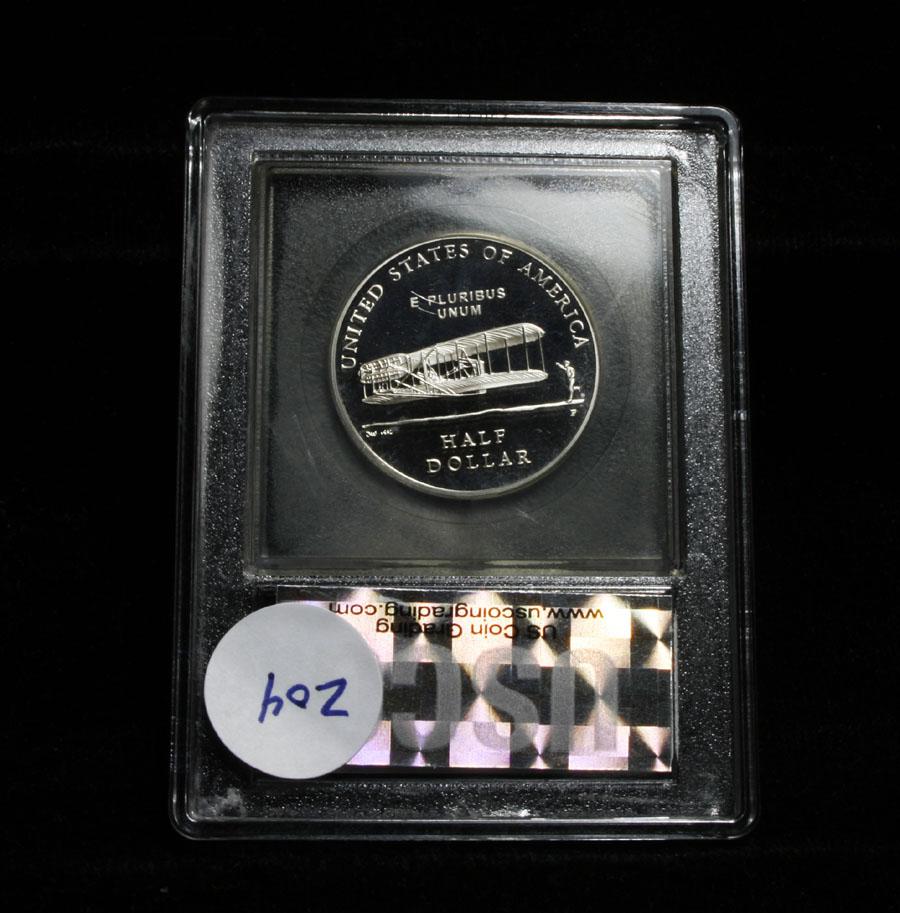 UNITED STATES OF AMERICA
E PLURIBUS
UNUM
HALF
DOLLAR
www.uscoingrading.com
US Coin Grading
USCG
204